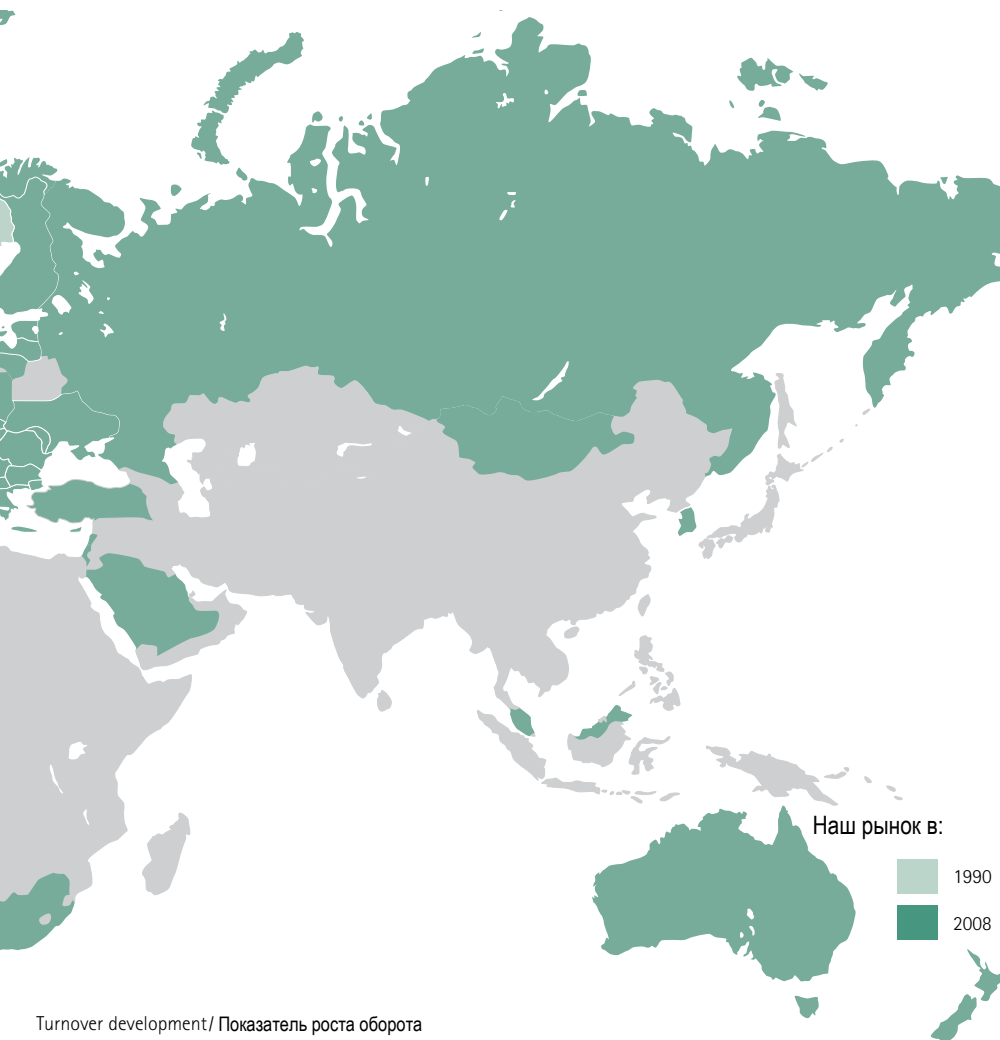 Наш рынок в:
1990
2008
Turnover development/ Показатель роста оборота